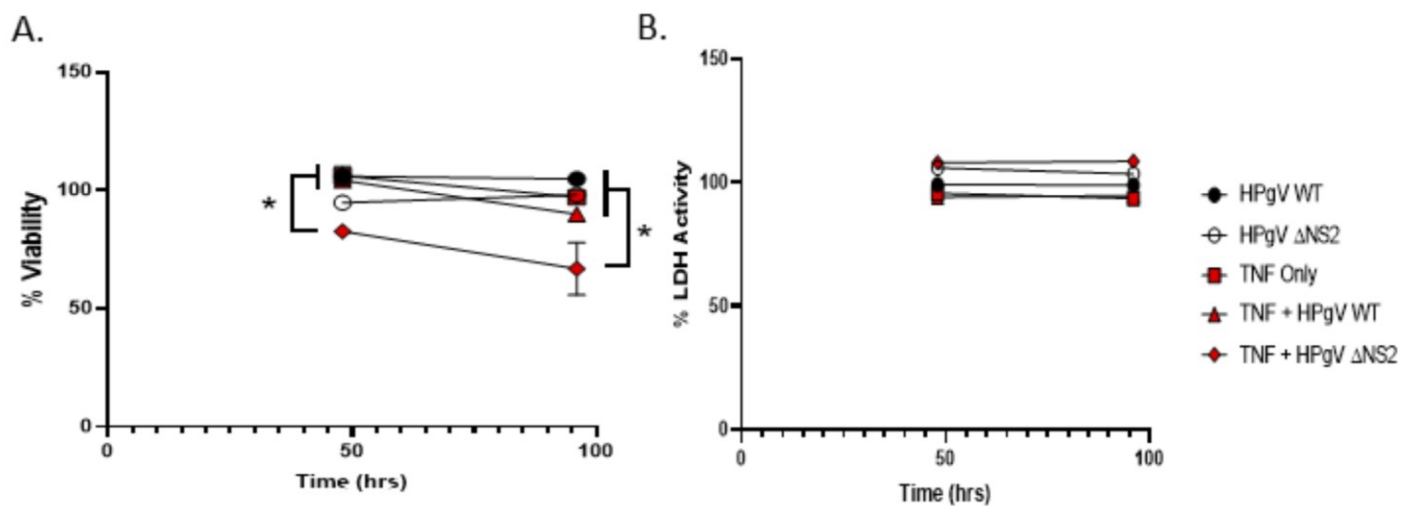 A.
150
100
50
0
0
50
100
% Viability
Time (hrs)
*
*
B.
150
100
50
0
0
50
100
% LDH Activity
Time (hrs)
HPgV WT
HPgV ΔNS2
TNF Only
TNF + HPgV WT
TNF + HPgV ΔNS2